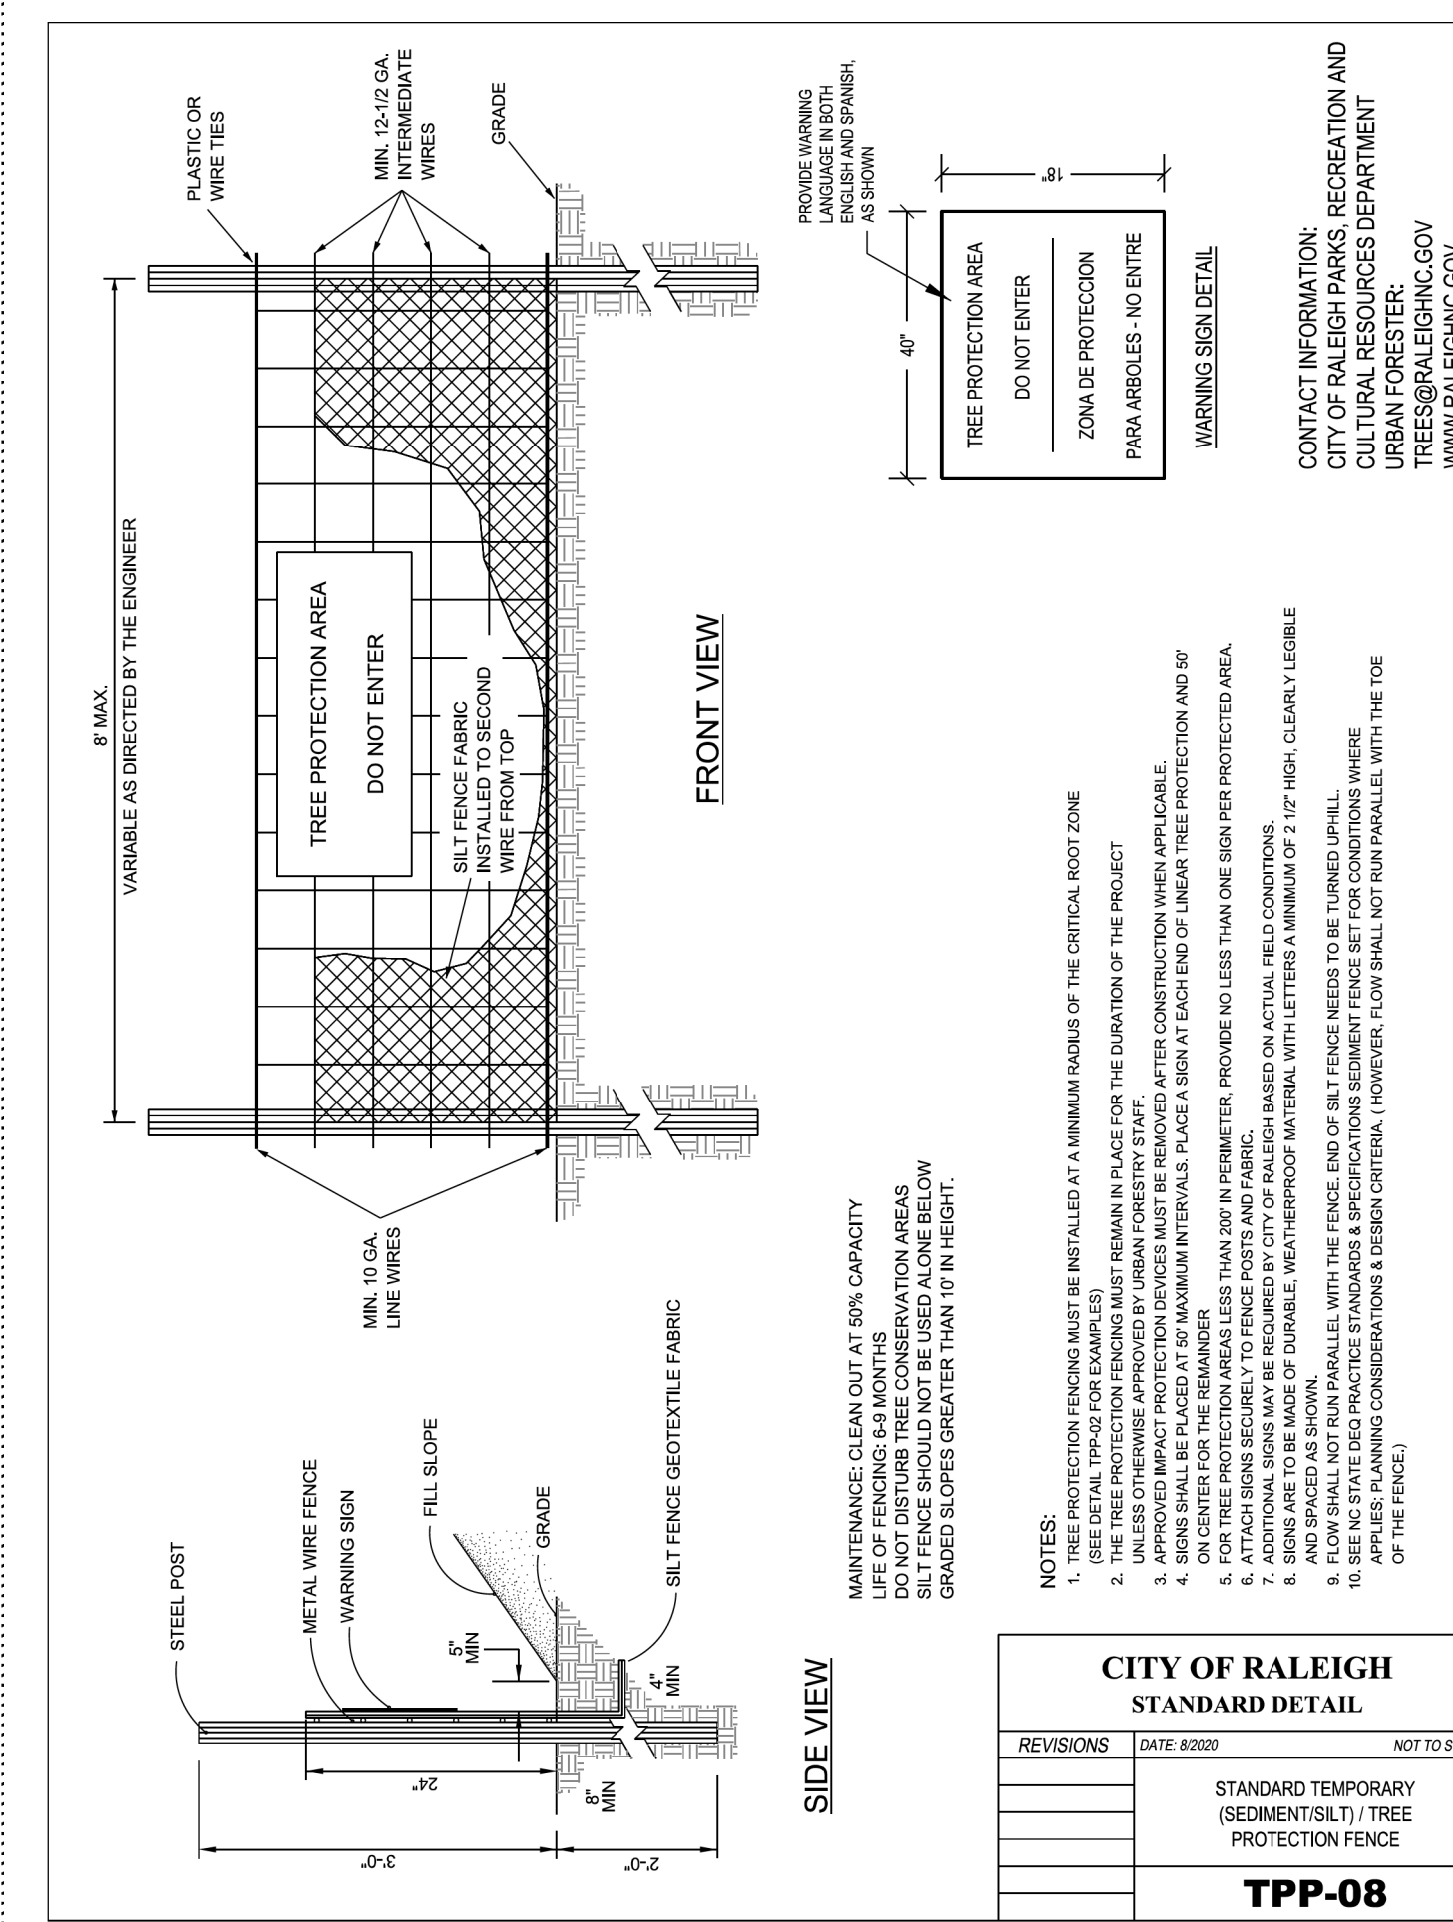 8' MAX.
VARIABLE AS DIRECTED BY THE ENGINEER
PLASTIC OR
WIRE TIES
MIN. 12-1/2 GA.
INTERMEDIATE
WIRES
GRADE
TREE PROTECTION AREA
DO NOT ENTER
SILT FENCE FABRIC
INSTALLED TO SECOND
WIRE FROM TOP
MIN. 10 GA.
LINE WIRES
FRONT VIEW
STEEL POST
METAL WIRE FENCE
WARNING SIGN
FILL SLOPE
GRADE
SILT FENCE GEOTEXTILE FABRIC
5"
MIN
4"
MIN
24"
8"
MIN
3'-0"
2'-0"
SIDE VIEW
PROVIDE WARNING
LANGUAGE IN BOTH
ENGLISH AND SPANISH,
AS SHOWN
40"
18"
TREE PROTECTION AREA
DO NOT ENTER
ZONA DE PROTECCION
PARA ARBOLES - NO ENTRE
WARNING SIGN DETAIL
MAINTENANCE: CLEAN OUT AT 50% CAPACITY
LIFE OF FENCING: 6-9 MONTHS
DO NOT DISTURB TREE CONSERVATION AREAS
SILT FENCE SHOULD NOT BE USED ALONE BELOW
GRADED SLOPES GREATER THAN 10' IN HEIGHT.
NOTES:
1. TREE PROTECTION FENCING MUST BE INSTALLED AT A MINIMUM RADIUS OF THE CRITICAL ROOT ZONE
(SEE DETAIL TPP-02 FOR EXAMPLES)
2. THE TREE PROTECTION FENCING MUST REMAIN IN PLACE FOR THE DURATION OF THE PROJECT
UNLESS OTHERWISE APPROVED BY URBAN FORESTRY STAFF.
3. APPROVED IMPACT PROTECTION DEVICES MUST BE REMOVED AFTER CONSTRUCTION WHEN APPLICABLE.
4. SIGNS SHALL BE PLACED AT 50' MAXIMUM INTERVALS. PLACE A SIGN AT EACH END OF LINEAR TREE PROTECTION AND 50'
ON CENTER FOR THE REMAINDER
5. FOR TREE PROTECTION AREAS LESS THAN 200' IN PERIMETER, PROVIDE NO LESS THAN ONE SIGN PER PROTECTED AREA.
6. ATTACH SIGNS SECURELY TO FENCE POSTS AND FABRIC.
7. ADDITIONAL SIGNS MAY BE REQUIRED BY CITY OF RALEIGH BASED ON ACTUAL FIELD CONDITIONS.
8. SIGNS ARE TO BE MADE OF DURABLE, WEATHERPROOF MATERIAL WITH LETTERS A MINIMUM OF 2 1/2" HIGH, CLEARLY LEGIBLE
AND SPACED AS SHOWN.
9. FLOW SHALL NOT RUN PARALLEL WITH THE FENCE. END OF SILT FENCE NEEDS TO BE TURNED UPHILL.
10. SEE NC STATE DEQ PRACTICE STANDARDS & SPECIFICATIONS SEDIMENT FENCE SET FOR CONDITIONS WHERE
APPLIES; PLANNING CONSIDERATIONS & DESIGN CRITERIA. ( HOWEVER, FLOW SHALL NOT RUN PARALLEL WITH THE TOE
OF THE FENCE.)
CONTACT INFORMATION:
CITY OF RALEIGH PARKS, RECREATION AND
CULTURAL RESOURCES DEPARTMENT
URBAN FORESTER:
TREES@RALEIGHNC.GOV
WWW.RALEIGHNC.GOV
CITY OF RALEIGH
STANDARD DETAIL
REVISIONS
DATE: 8/2020
NOT TO S
STANDARD TEMPORARY
(SEDIMENT/SILT) / TREE
PROTECTION FENCE
TPP-08